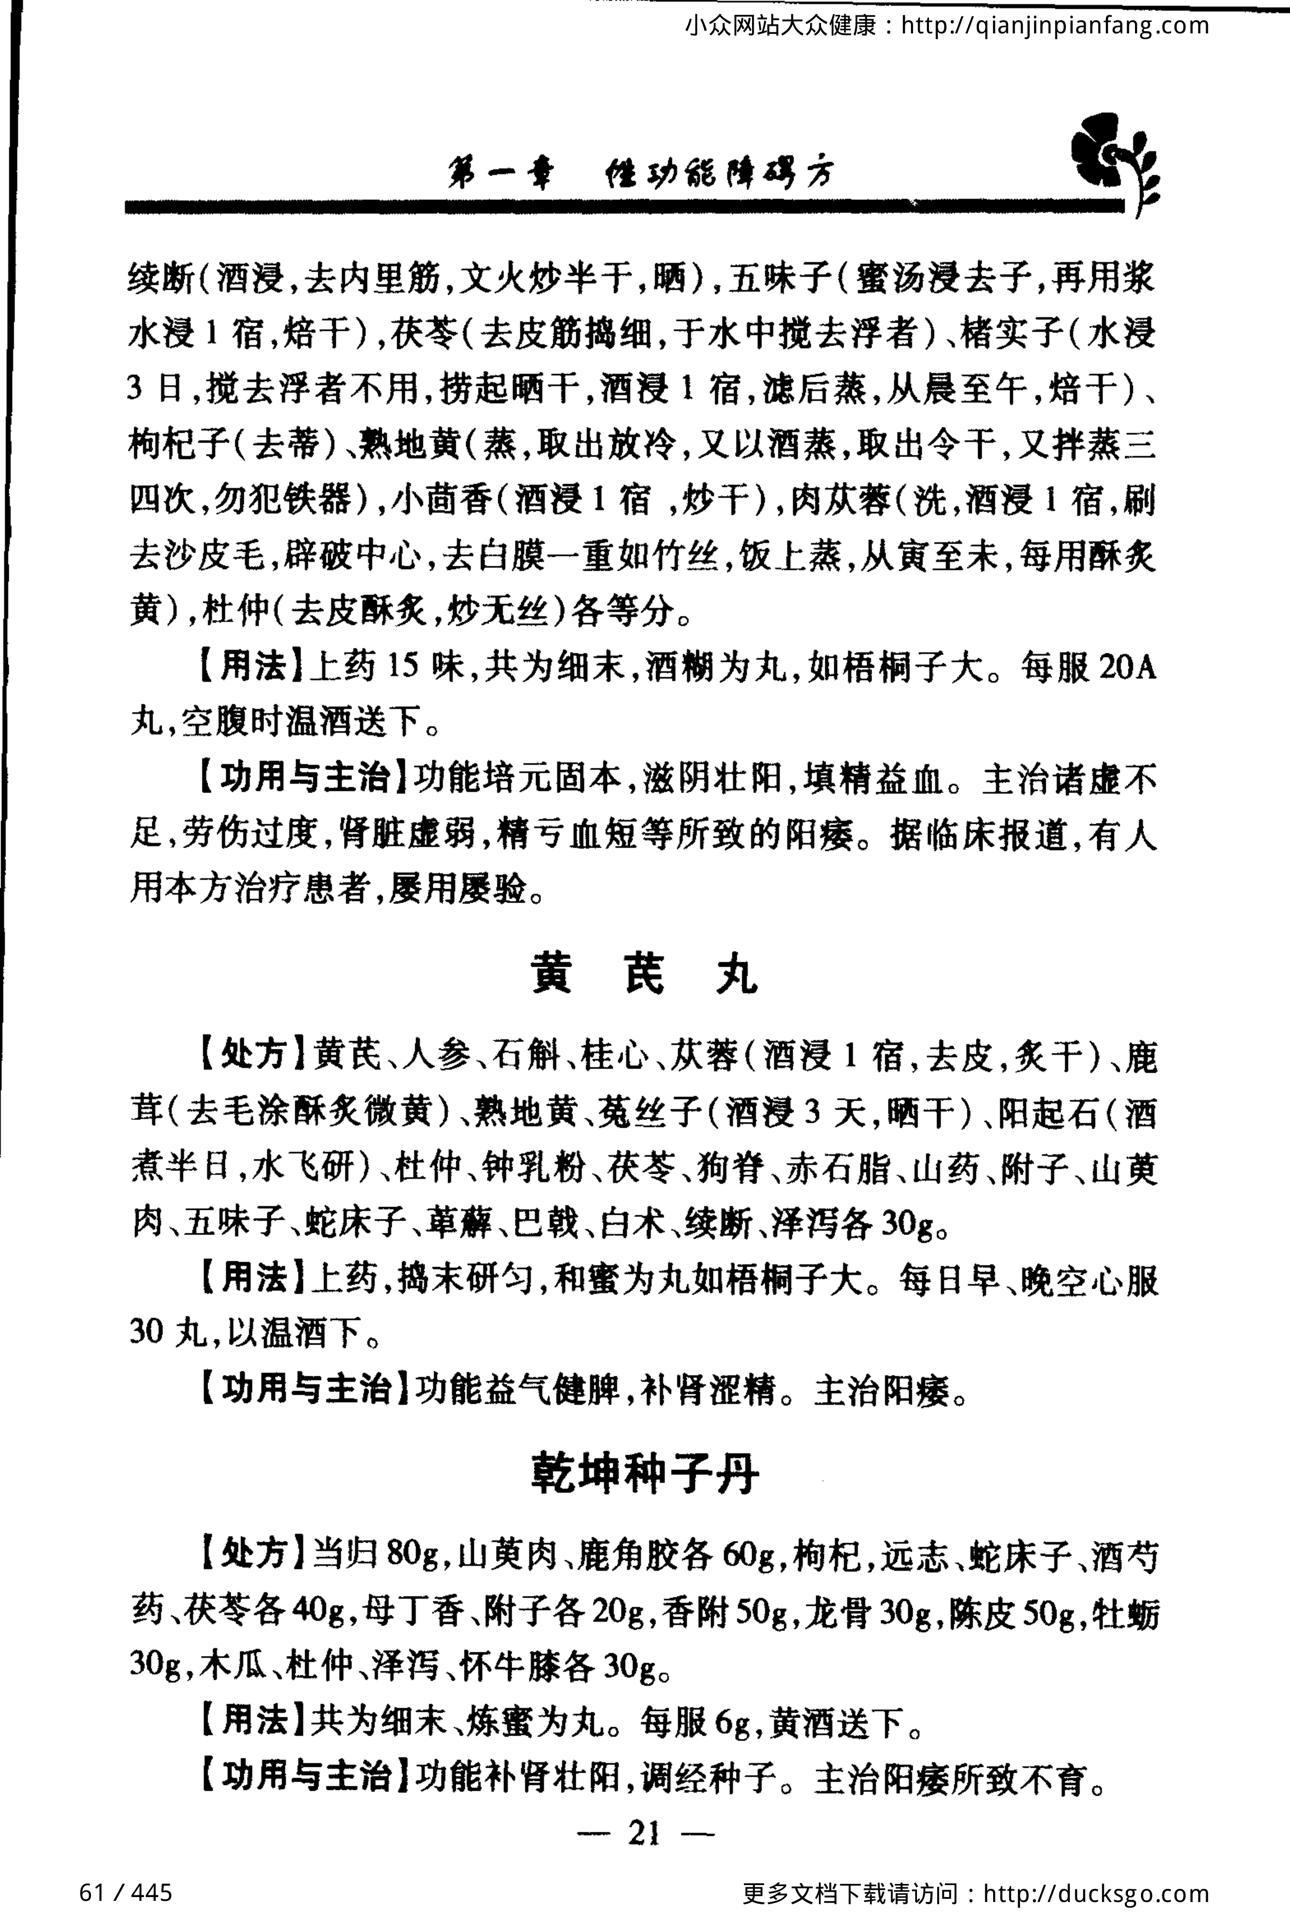 小众网站大众健康：http://qianjinpianfang.com
第一章 性功能障碍方
续断(酒浸,去内里筋,文火炒半干,晒),五味子(蜜汤浸去子,再用浆
水浸1宿,焙干),茯苓(去皮筋捣细,于水中搅去浮者)、楮实子(水浸
3日,搅去浮者不用,捞起晒干,酒浸1宿,滤后蒸,从晨至午,焙干)、
枸杞子(去蒂)、熟地黄(蒸,取出放冷,又以酒蒸,取出令干,又拌蒸三
四次,勿犯铁器),小茴香(酒浸1宿,炒干),肉苁蓉(洗,酒浸1宿,刷
去沙皮毛,辟破中心,去白膜一重如竹丝,饭上蒸,从寅至未,每用酥炙
黄),杜仲(去皮酥炙,炒无丝)各等分。
【用法】上药15味,共为细末,酒糊为丸,如梧桐子大。每服20A
丸,空腹时温酒送下。
【功用与主治】功能培元固本,滋阴壮阳,填精益血。主治诸虚不
足,劳伤过度,肾脏虚弱,精亏血短等所致的阳痿。据临床报道,有人
用本方治疗患者,屡用屡验。
黄芪丸
【处方】黄芪、人参、石斛、桂心、苁蓉(酒浸1宿,去皮,炙干)、鹿
茸(去毛涂酥炙微黄)、熟地黄、菟丝子(酒浸3天,晒干)、阳起石(酒
煮半日,水飞研)、杜仲、钟乳粉、茯苓、狗脊、赤石脂、山药、附子、山萸
肉、五味子、蛇床子、萆薢、巴戟、白术、续断、泽泻各30g。
【用法】上药,捣末研匀,和蜜为丸如梧桐子大。每日早、晚空心服
30丸,以温酒下。
【功用与主治】功能益气健脾,补肾涩精。主治阳痿。
乾坤种子丹
【处方】当归80g,山萸肉、鹿角胶各60g,枸杞,远志、蛇床子、酒芍
药、茯苓各40g,母丁香、附子各20g,香附50g,龙骨30g,陈皮50g,牡蛎
30g,木瓜、杜仲、泽泻、怀牛膝各30g。
【用法】共为细末、炼蜜为丸。每服6g,黄酒送下。
【功用与主治】功能补肾壮阳,调经种子。主治阳痿所致不育。
— 21 —
61 / 445
更多文档下载请访问：http://ducksgo.com